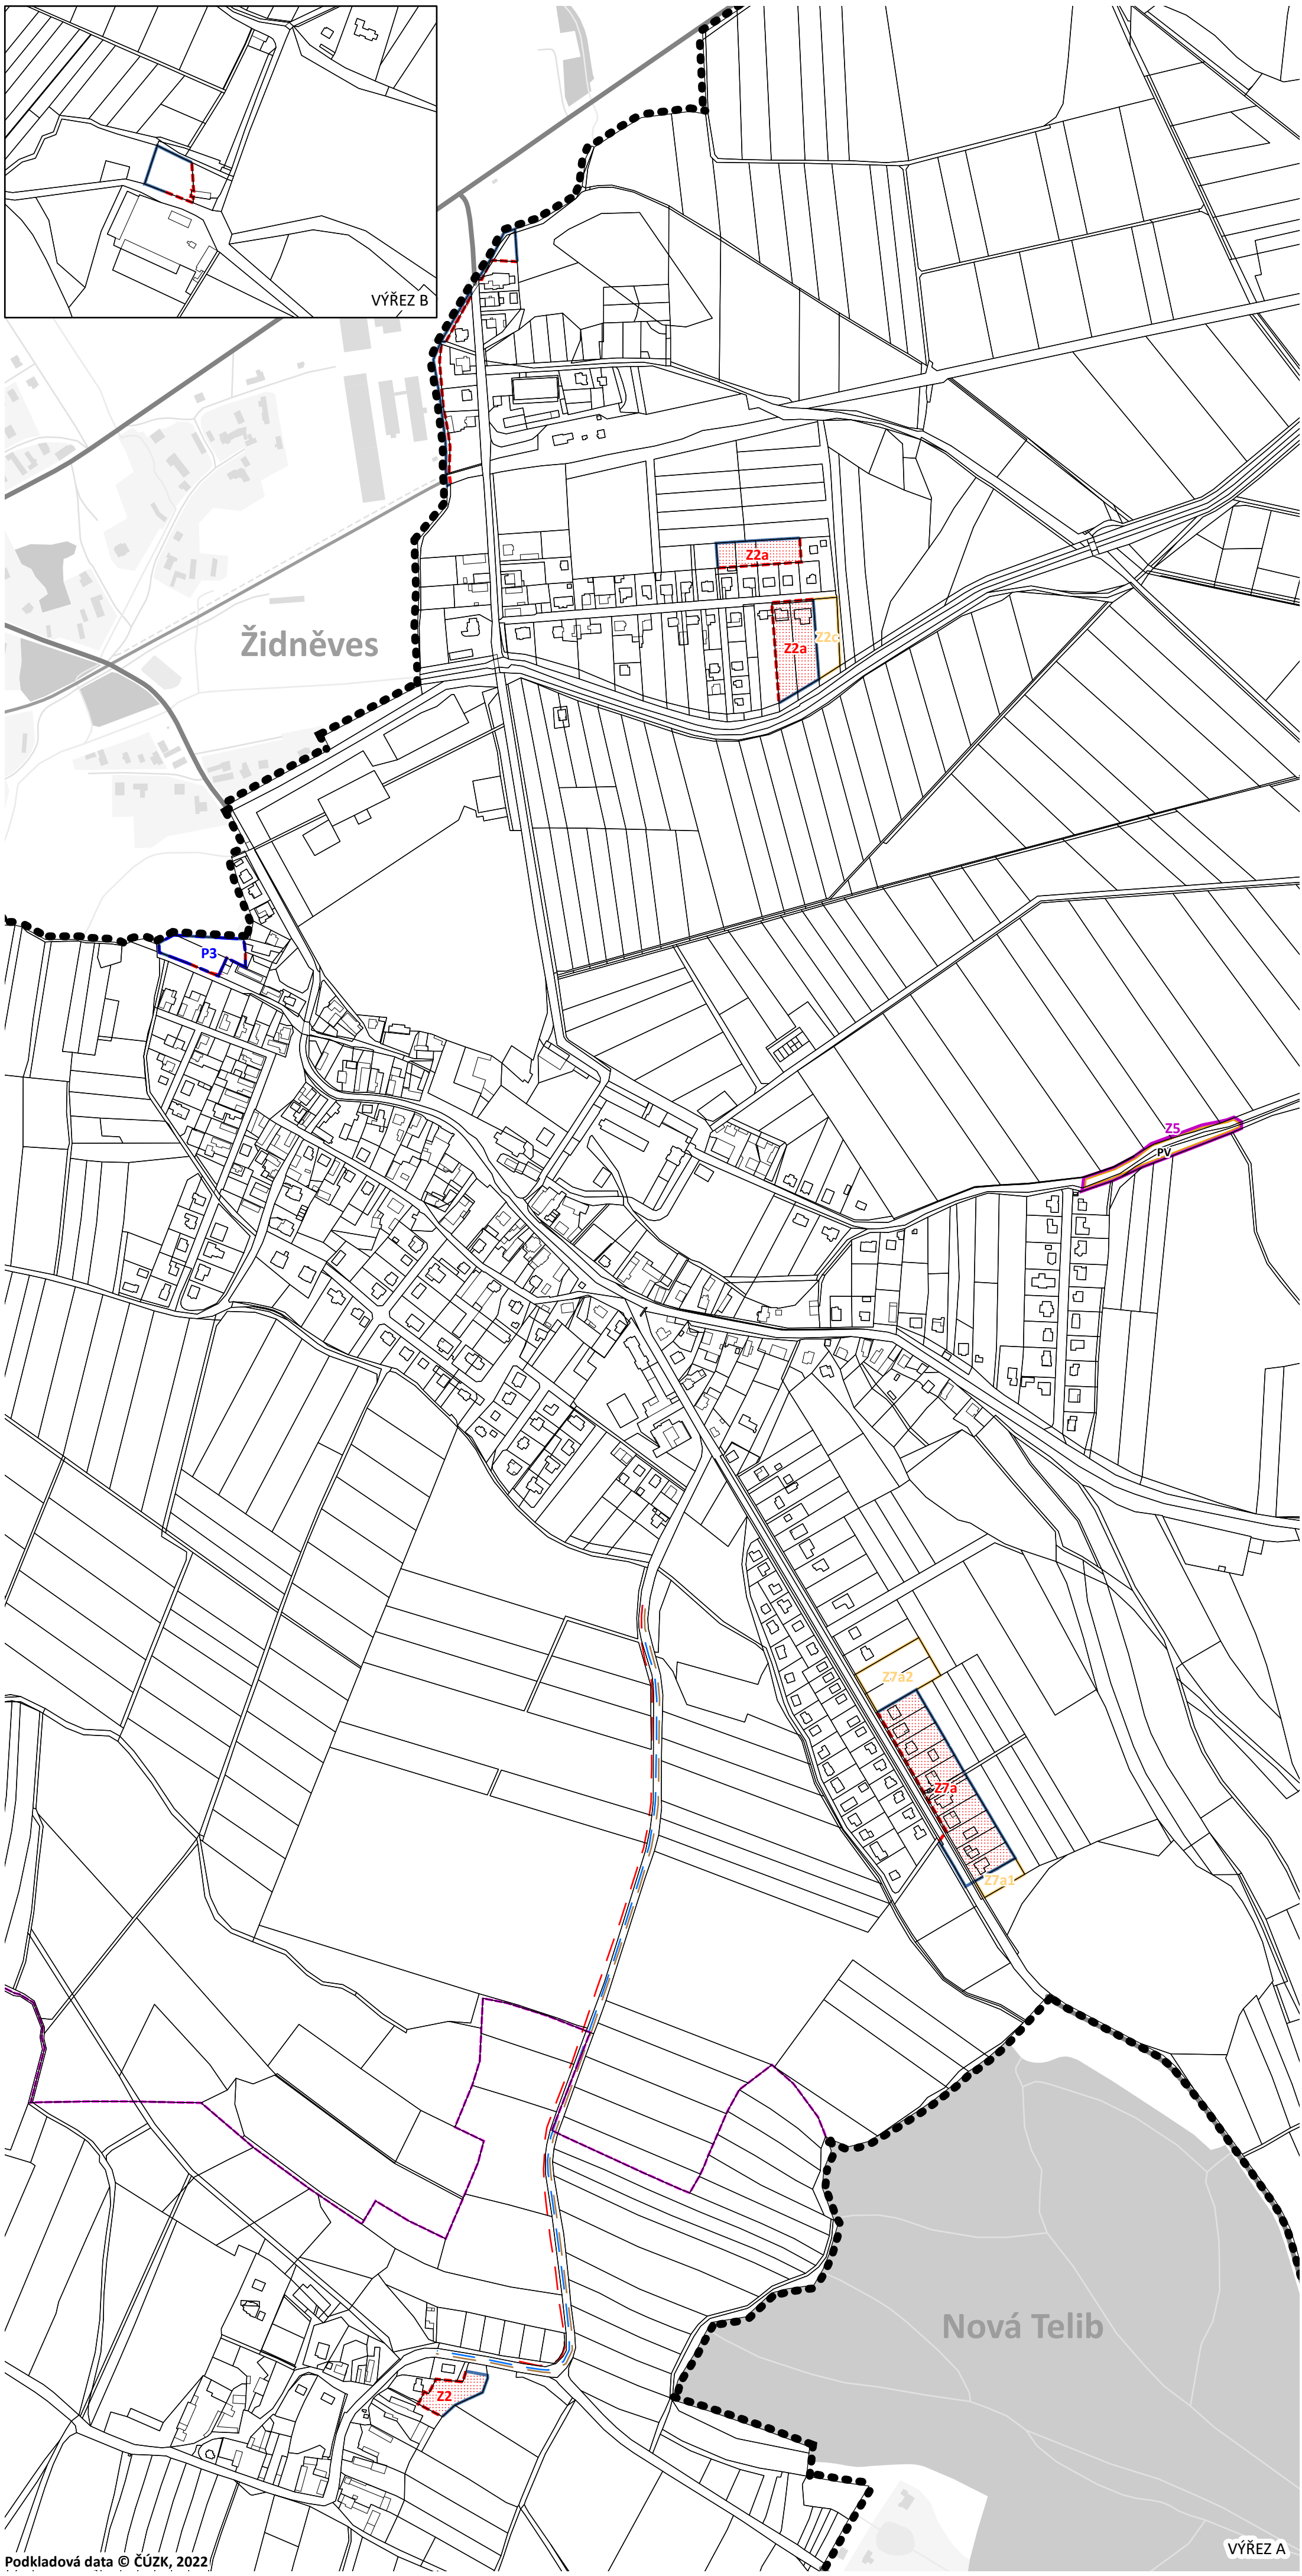 VÝŘEZ B
Z2a
Židněves
Z2c
Z2a
P3
Z5
PV
Z7a2
Z7a
Z7a1
Nová Telib
Z2
VÝŘEZ A
Podkladová data © ČÚZK, 2022